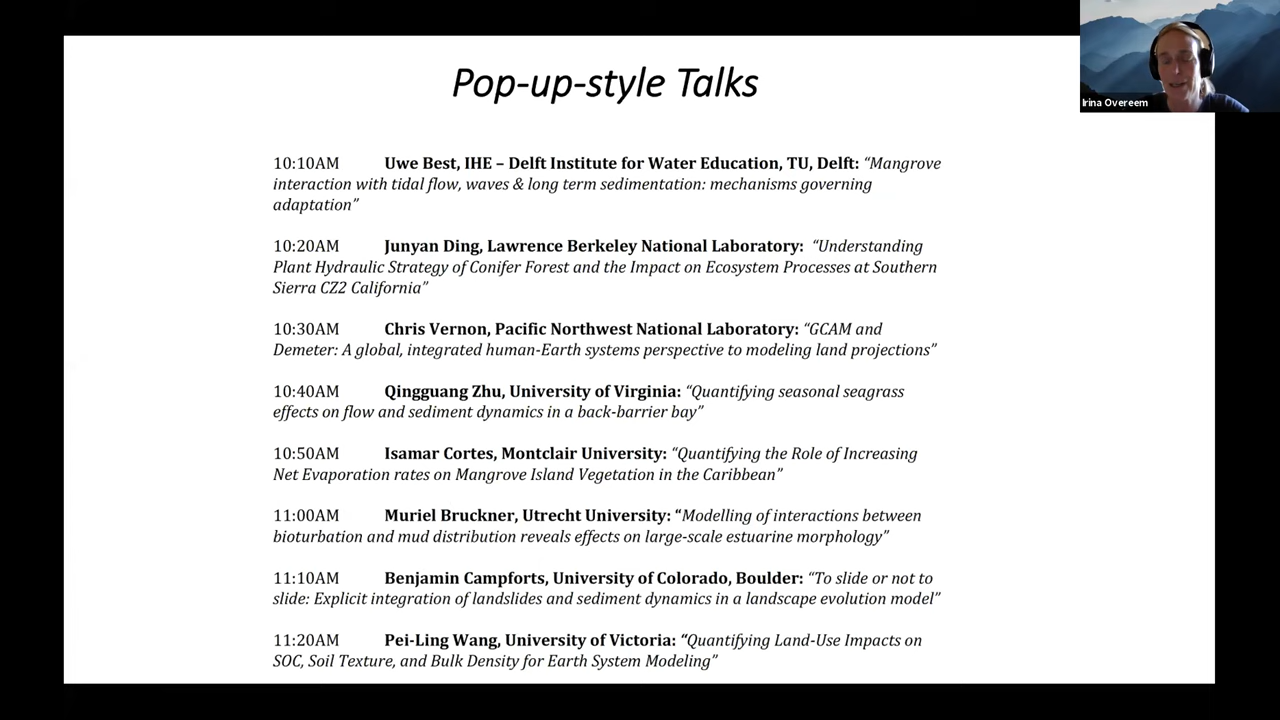 Pop-up-style Talks
Irina Overeem
10:10AM Uwe Best, IHE – Delft Institute for Water Education, TU, Delft: “Mangrove
interaction with tidal flow, waves & long term sedimentation: mechanisms governing
adaptation”
10:20AM Junyan Ding, Lawrence Berkeley National Laboratory: “Understanding
Plant Hydraulic Strategy of Conifer Forest and the Impact on Ecosystem Processes at Southern
Sierra CZ2 California”
10:30AM Chris Vernon, Pacific Northwest National Laboratory: “GCAM and
Demeter: A global, integrated human-Earth systems perspective to modeling land projections”
10:40AM Qingguang Zhu, University of Virginia: “Quantifying seasonal seagrass
effects on flow and sediment dynamics in a back-barrier bay”
10:50AM Isamar Cortes, Montclair University: “Quantifying the Role of Increasing
Net Evaporation rates on Mangrove Island Vegetation in the Caribbean”
11:00AM Muriel Bruckner, Utrecht University: “Modelling of interactions between
bioturbation and mud distribution reveals effects on large-scale estuarine morphology”
11:10AM Benjamin Campforts, University of Colorado, Boulder: “To slide or not to
slide: Explicit integration of landslides and sediment dynamics in a landscape evolution model”
11:20AM Pei-Ling Wang, University of Victoria: “Quantifying Land-Use Impacts on
SOC, Soil Texture, and Bulk Density for Earth System Modeling”